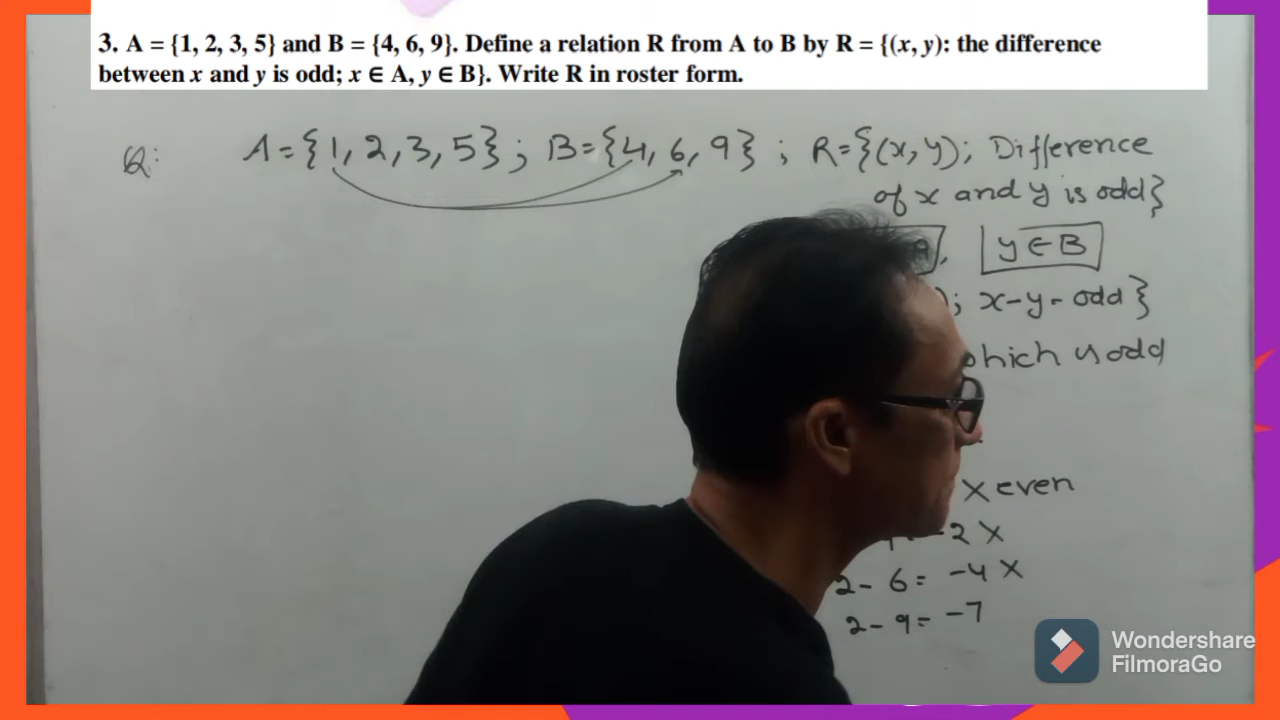 3. A = {1, 2, 3, 5} and B = {4, 6, 9}. Define a relation R from A to B by R = {(x, y): the difference
between x and y is odd; x ∈ A, y ∈ B}. Write R in roster form.
Q: A={1, 2, 3, 5} ; B={4, 6, 9} ; R={(x, y); Difference
of x and y is odd}
, y∈B
; x-y= odd }
which is odd
X even
-2 X
2- 6= -4 X
2- 9= -7
Wondershare
FilmoraGo